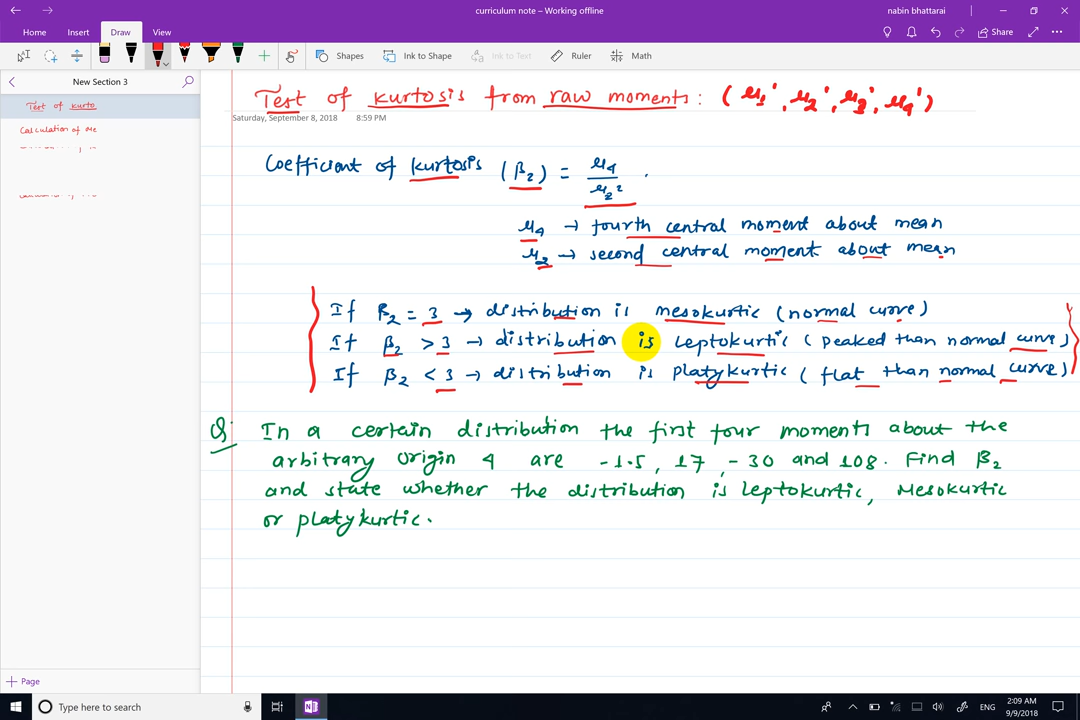 curriculum note – Working offline
nabin bhattarai
Home Insert Draw View
Share
Shapes Ink to Shape Ink to Text Ruler Math
New Section 3
Test of kurto
Calculation of Me
Test of kurtosis from raw moments: (μ1', μ2', μ3', μ4')
Saturday, September 8, 2018 8:59 PM
Coefficient of kurtosis (β2) = μ4 / μ2² .
μ4 → fourth central moment about mean
μ2 → second central moment about mean
If β2 = 3 → distribution is mesokurtic (normal curve)
If β2 > 3 → distribution is leptokurtic (peaked than normal curve)
If β2 < 3 → distribution is platykurtic (flat than normal curve)
Q: In a certain distribution the first four moments about the
arbitrary origin 4 are -1.5, 17, -30 and 108. Find β2
and state whether the distribution is leptokurtic, Mesokurtic
or platykurtic.
+ Page
Type here to search
ENG
2:09 AM
9/9/2018